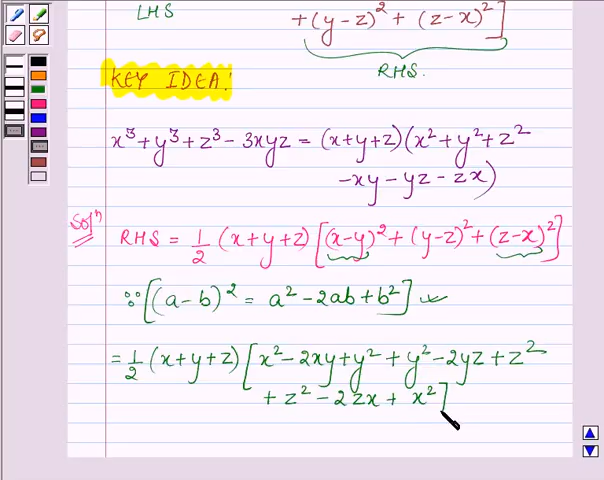 LHS
+(y-z)² + (z-x)²]
RHS.
KEY IDEA:
x³+y³+z³-3xyz = (x+y+z)(x²+y²+z²
-xy-yz-zx)
Solⁿ RHS = 1/2 (x+y+z)[(x-y)²+(y-z)²+(z-x)²]
∵[(a-b)² = a²-2ab+b²]
=1/2 (x+y+z)[x²-2xy+y²+y²-2yz+z²
+z²-2zx+x²]